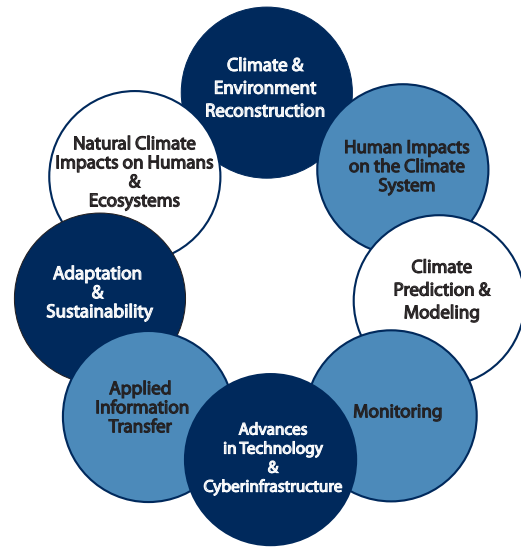 Climate &
Environment
Reconstruction
Natural Climate
Impacts on Humans
&
Ecosystems
Human Impacts
on the Climate
System
Adaptation
&
Sustainability
Climate
Prediction &
Modeling
Applied
Information
Transfer
Monitoring
Advances
in Technology
&
Cyberinfrastructure